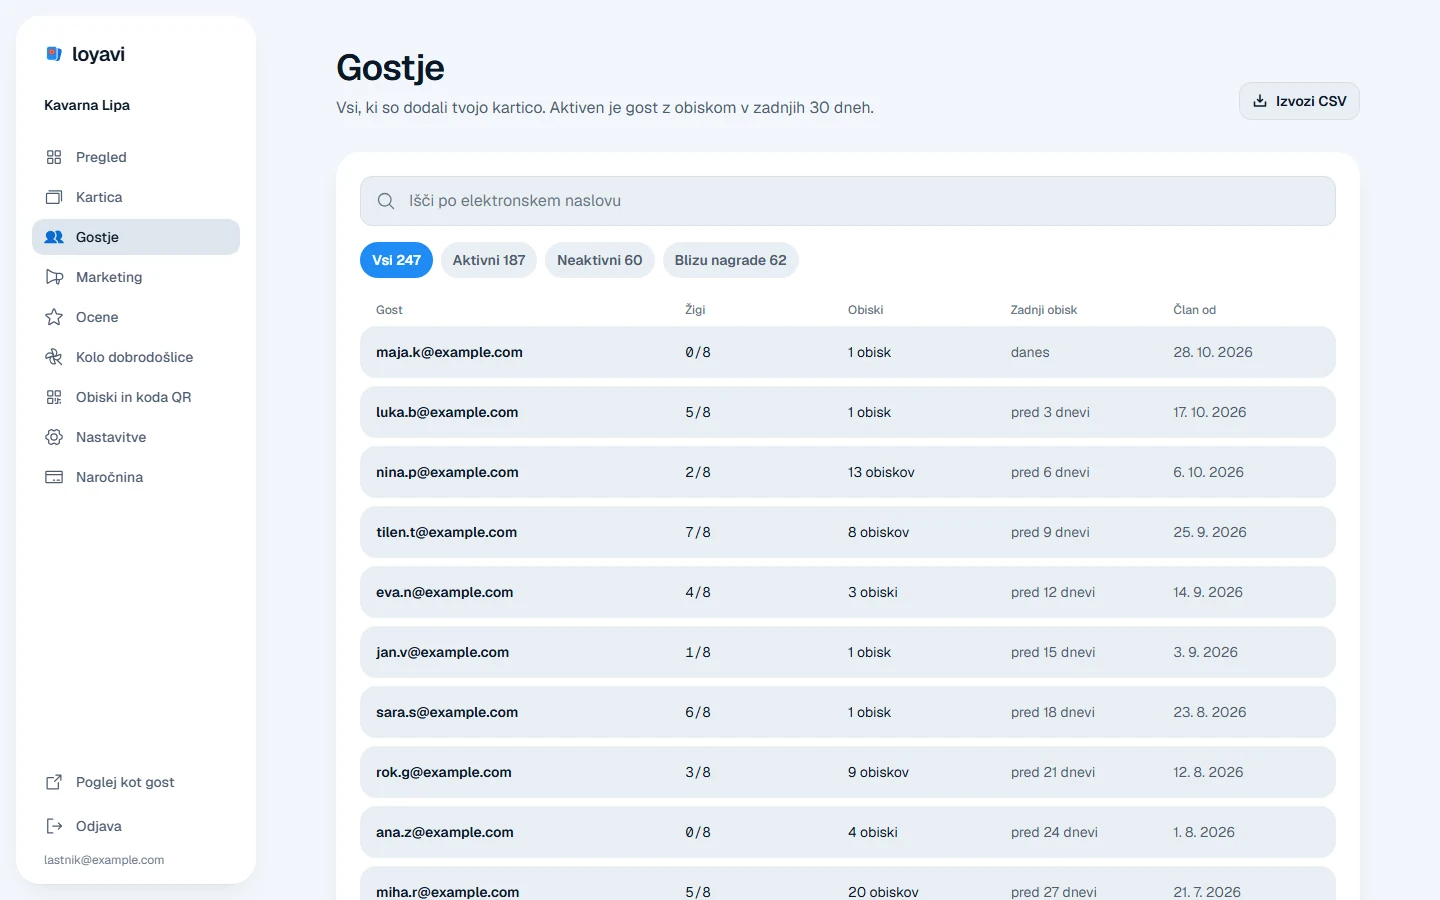 loyavi
Kavarna Lipa
Pregled
Kartica
Gostje
Marketing
Ocene
Kolo dobrodošlice
Obiski in koda QR
Nastavitve
Naročnina
Poglej kot gost
Odjava
lastnik@example.com
Gostje
Vsi, ki so dodali tvojo kartico. Aktiven je gost z obiskom v zadnjih 30 dneh.
Izvozi CSV
Išči po elektronskem naslovu
Vsi 247 Aktivni 187 Neaktivni 60 Blizu nagrade 62
Gost Žigi Obiski Zadnji obisk Član od
maja.k@example.com 0/8 1 obisk danes 28. 10. 2026
luka.b@example.com 5/8 1 obisk pred 3 dnevi 17. 10. 2026
nina.p@example.com 2/8 13 obiskov pred 6 dnevi 6. 10. 2026
tilen.t@example.com 7/8 8 obiskov pred 9 dnevi 25. 9. 2026
eva.n@example.com 4/8 3 obiski pred 12 dnevi 14. 9. 2026
jan.v@example.com 1/8 1 obisk pred 15 dnevi 3. 9. 2026
sara.s@example.com 6/8 1 obisk pred 18 dnevi 23. 8. 2026
rok.g@example.com 3/8 9 obiskov pred 21 dnevi 12. 8. 2026
ana.z@example.com 0/8 4 obiski pred 24 dnevi 1. 8. 2026
miha.r@example.com 5/8 20 obiskov pred 27 dnevi 21. 7. 2026